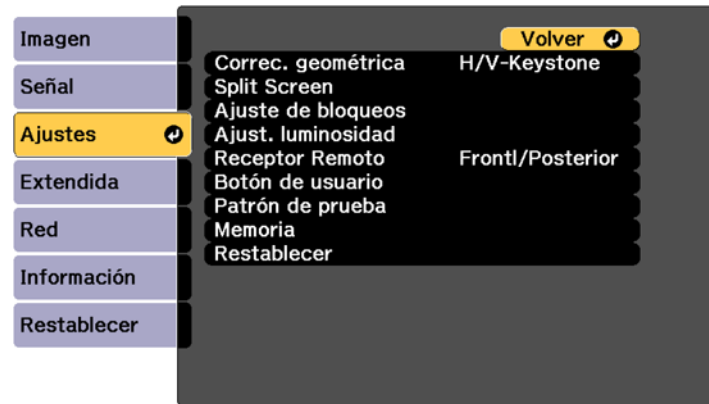 Imagen
Señal
Ajustes
Extendida
Red
Información
Restablecer
Volver
Correc. geométrica H/V-Keystone
Split Screen
Ajuste de bloqueos
Ajust. luminosidad
Receptor Remoto Frontl/Posterior
Botón de usuario
Patrón de prueba
Memoria
Restablecer